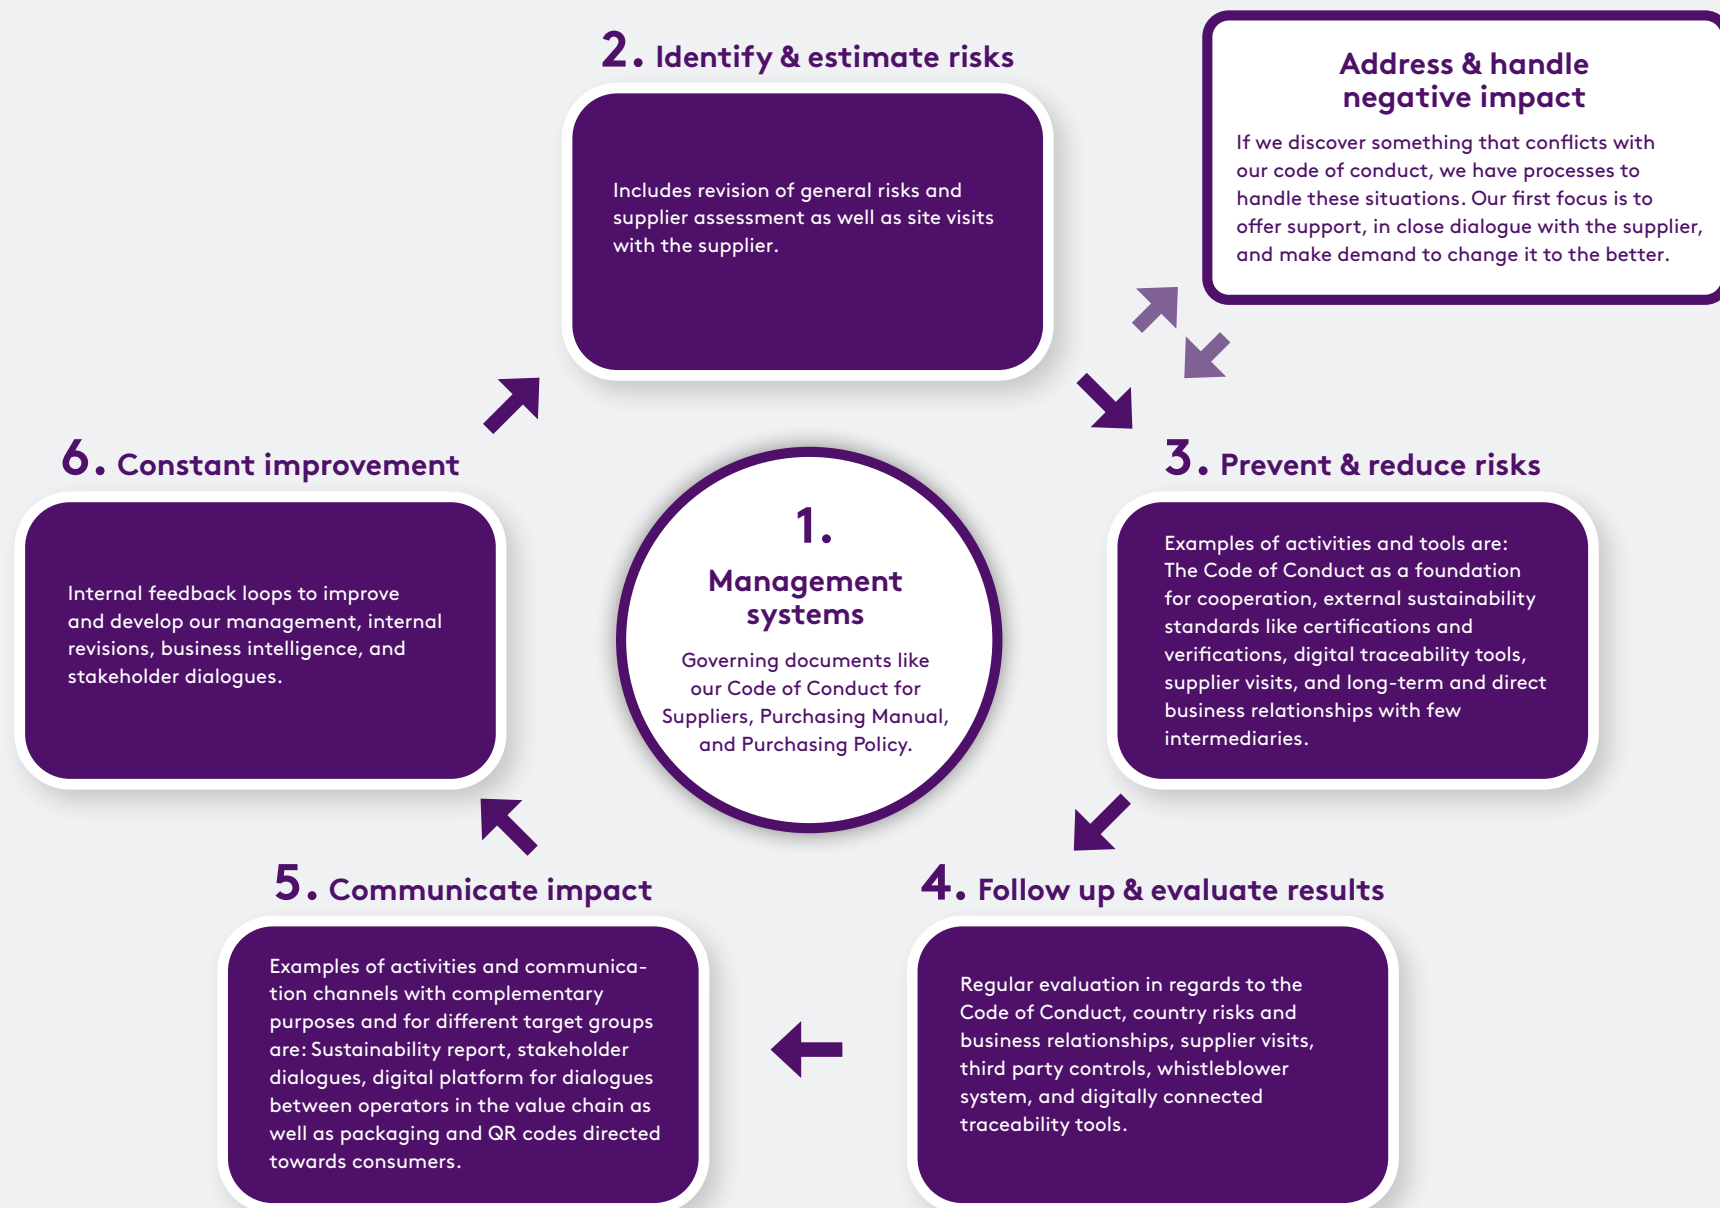 2. Identify & estimate risks
Includes revision of general risks and
supplier assessment as well as site visits
with the supplier.
Address & handle
negative impact
If we discover something that conflicts with
our code of conduct, we have processes to
handle these situations. Our first focus is to
offer support, in close dialogue with the supplier,
and make demand to change it to the better.
6. Constant improvement
Internal feedback loops to improve
and develop our management, internal
revisions, business intelligence, and
stakeholder dialogues.
1.
Management
systems
Governing documents like
our Code of Conduct for
Suppliers, Purchasing Manual,
and Purchasing Policy.
3. Prevent & reduce risks
Examples of activities and tools are:
The Code of Conduct as a foundation
for cooperation, external sustainability
standards like certifications and
verifications, digital traceability tools,
supplier visits, and long-term and direct
business relationships with few
intermediaries.
5. Communicate impact
Examples of activities and communica-
tion channels with complementary
purposes and for different target groups
are: Sustainability report, stakeholder
dialogues, digital platform for dialogues
between operators in the value chain as
well as packaging and QR codes directed
towards consumers.
4. Follow up & evaluate results
Regular evaluation in regards to the
Code of Conduct, country risks and
business relationships, supplier visits,
third party controls, whistleblower
system, and digitally connected
traceability tools.